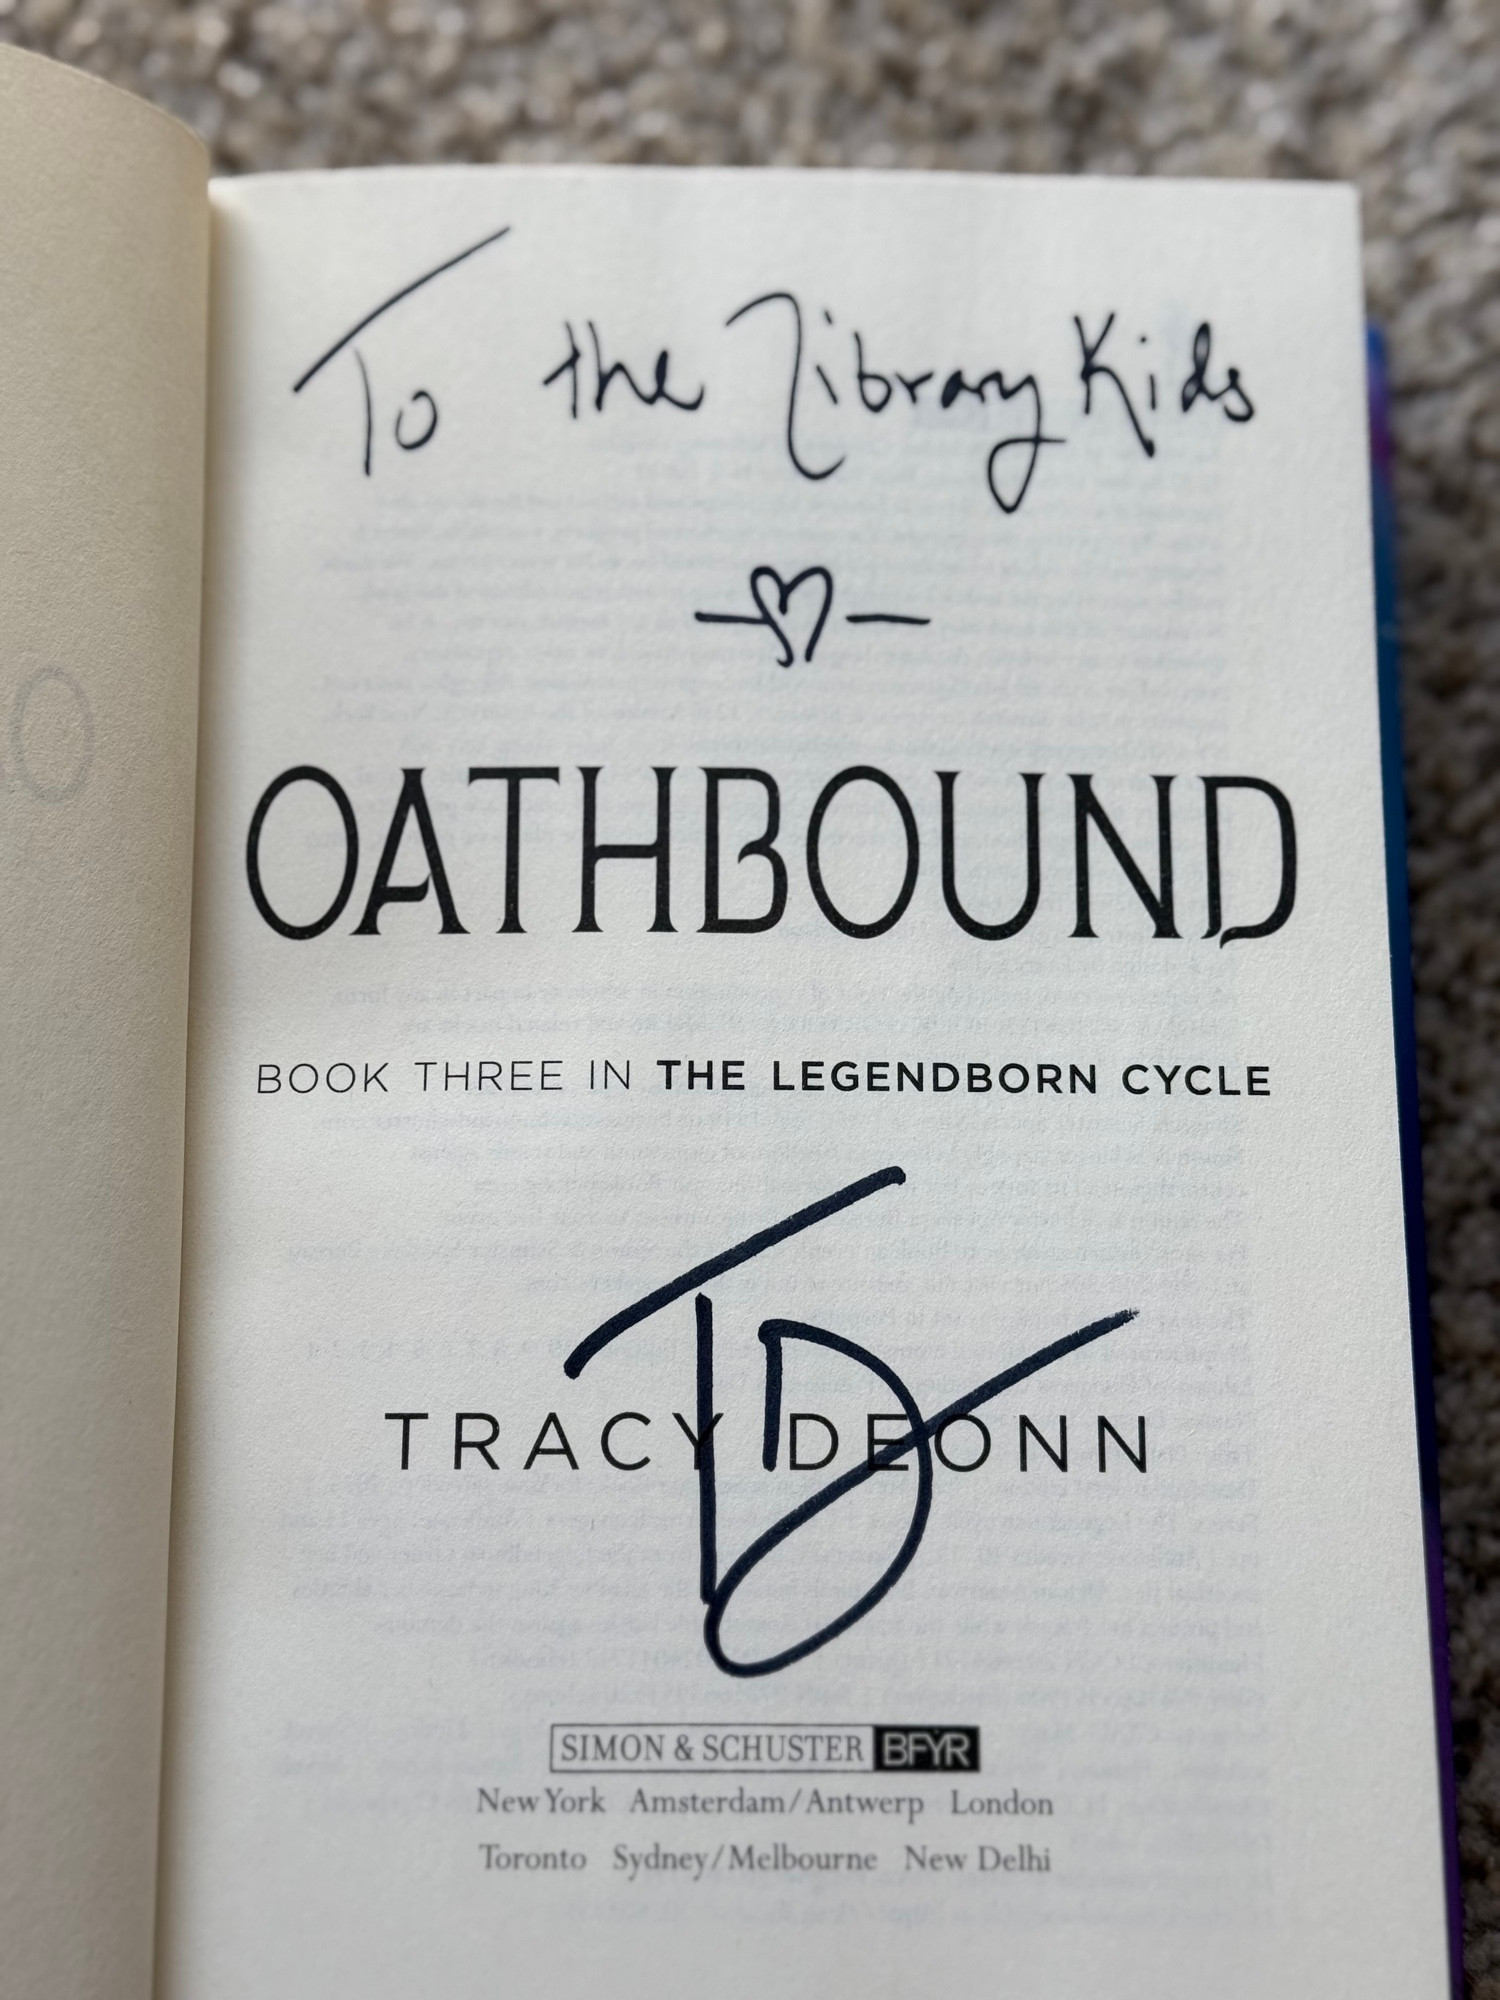 To the Library Kids
OATHBOUND
BOOK THREE IN THE LEGENDBORN CYCLE
TD
TRACY DEONN
SIMON & SCHUSTER BFYR
New York Amsterdam/Antwerp London
Toronto Sydney/Melbourne New Delhi